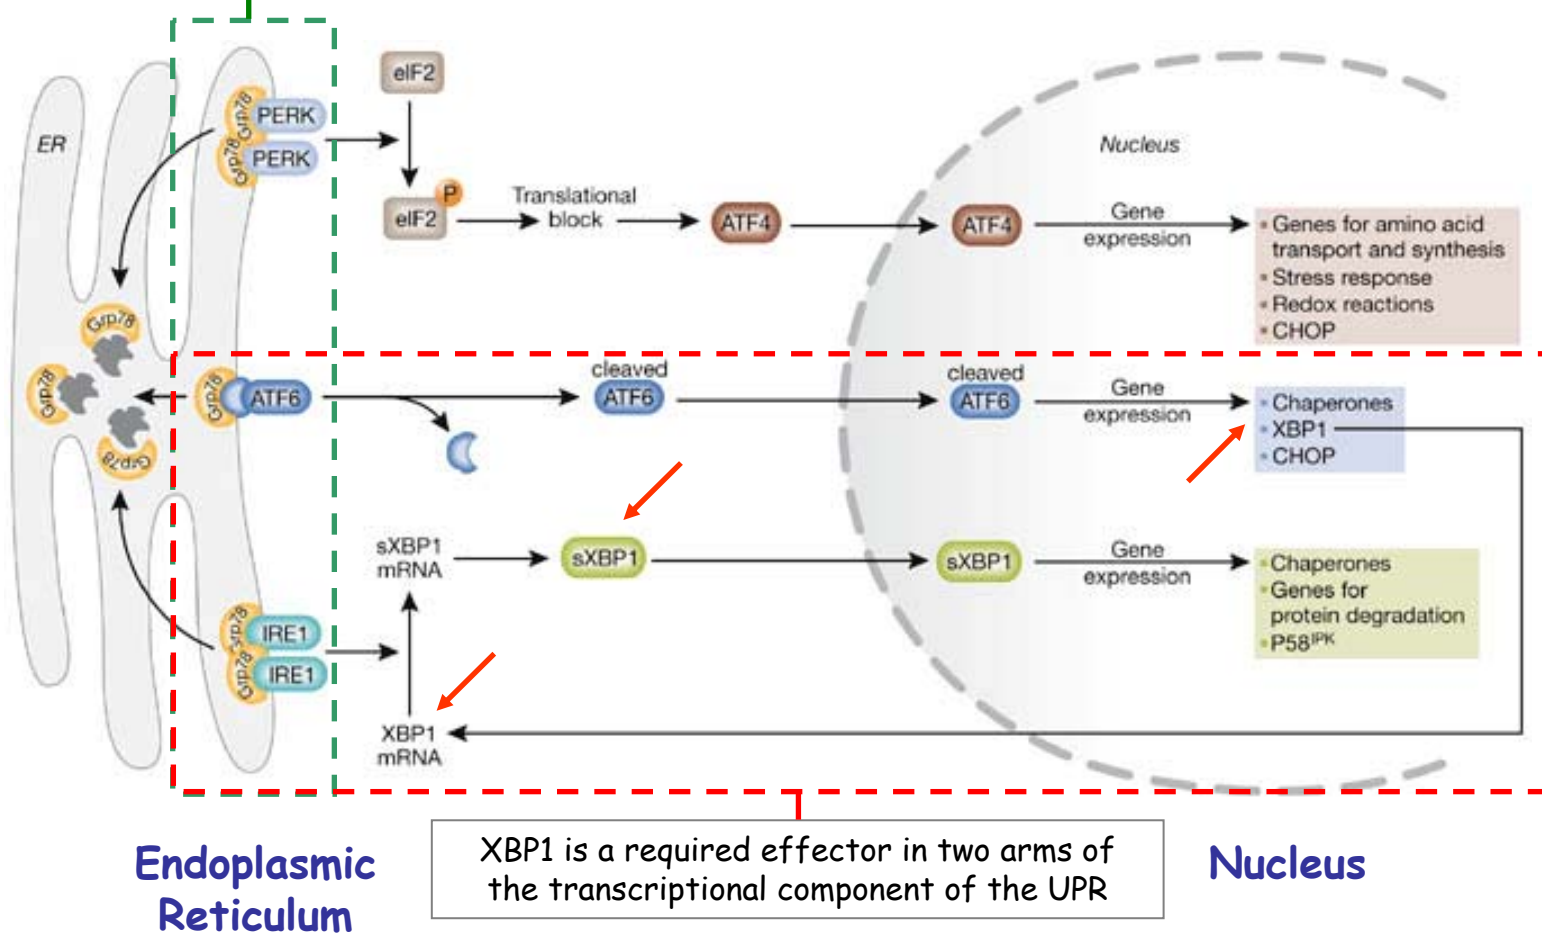 eIF2
Grp78
PERK
ER
Nucleus
Grp78
PERK
P
eIF2
Translational
block
ATF4
ATF4
Gene
expression
Genes for amino acid
transport and synthesis
Stress response
Redox reactions
CHOP
Grp78
Grp78
Grp78
Grp78
ATF6
cleaved
ATF6
cleaved
ATF6
Gene
expression
Chaperones
XBP1
CHOP
sXBP1
mRNA
sXBP1
sXBP1
Gene
expression
Chaperones
Genes for
protein degradation
P58IPK
Grp78
IRE1
Grp78
IRE1
XBP1
mRNA
Endoplasmic
Reticulum
XBP1 is a required effector in two arms of
the transcriptional component of the UPR
Nucleus